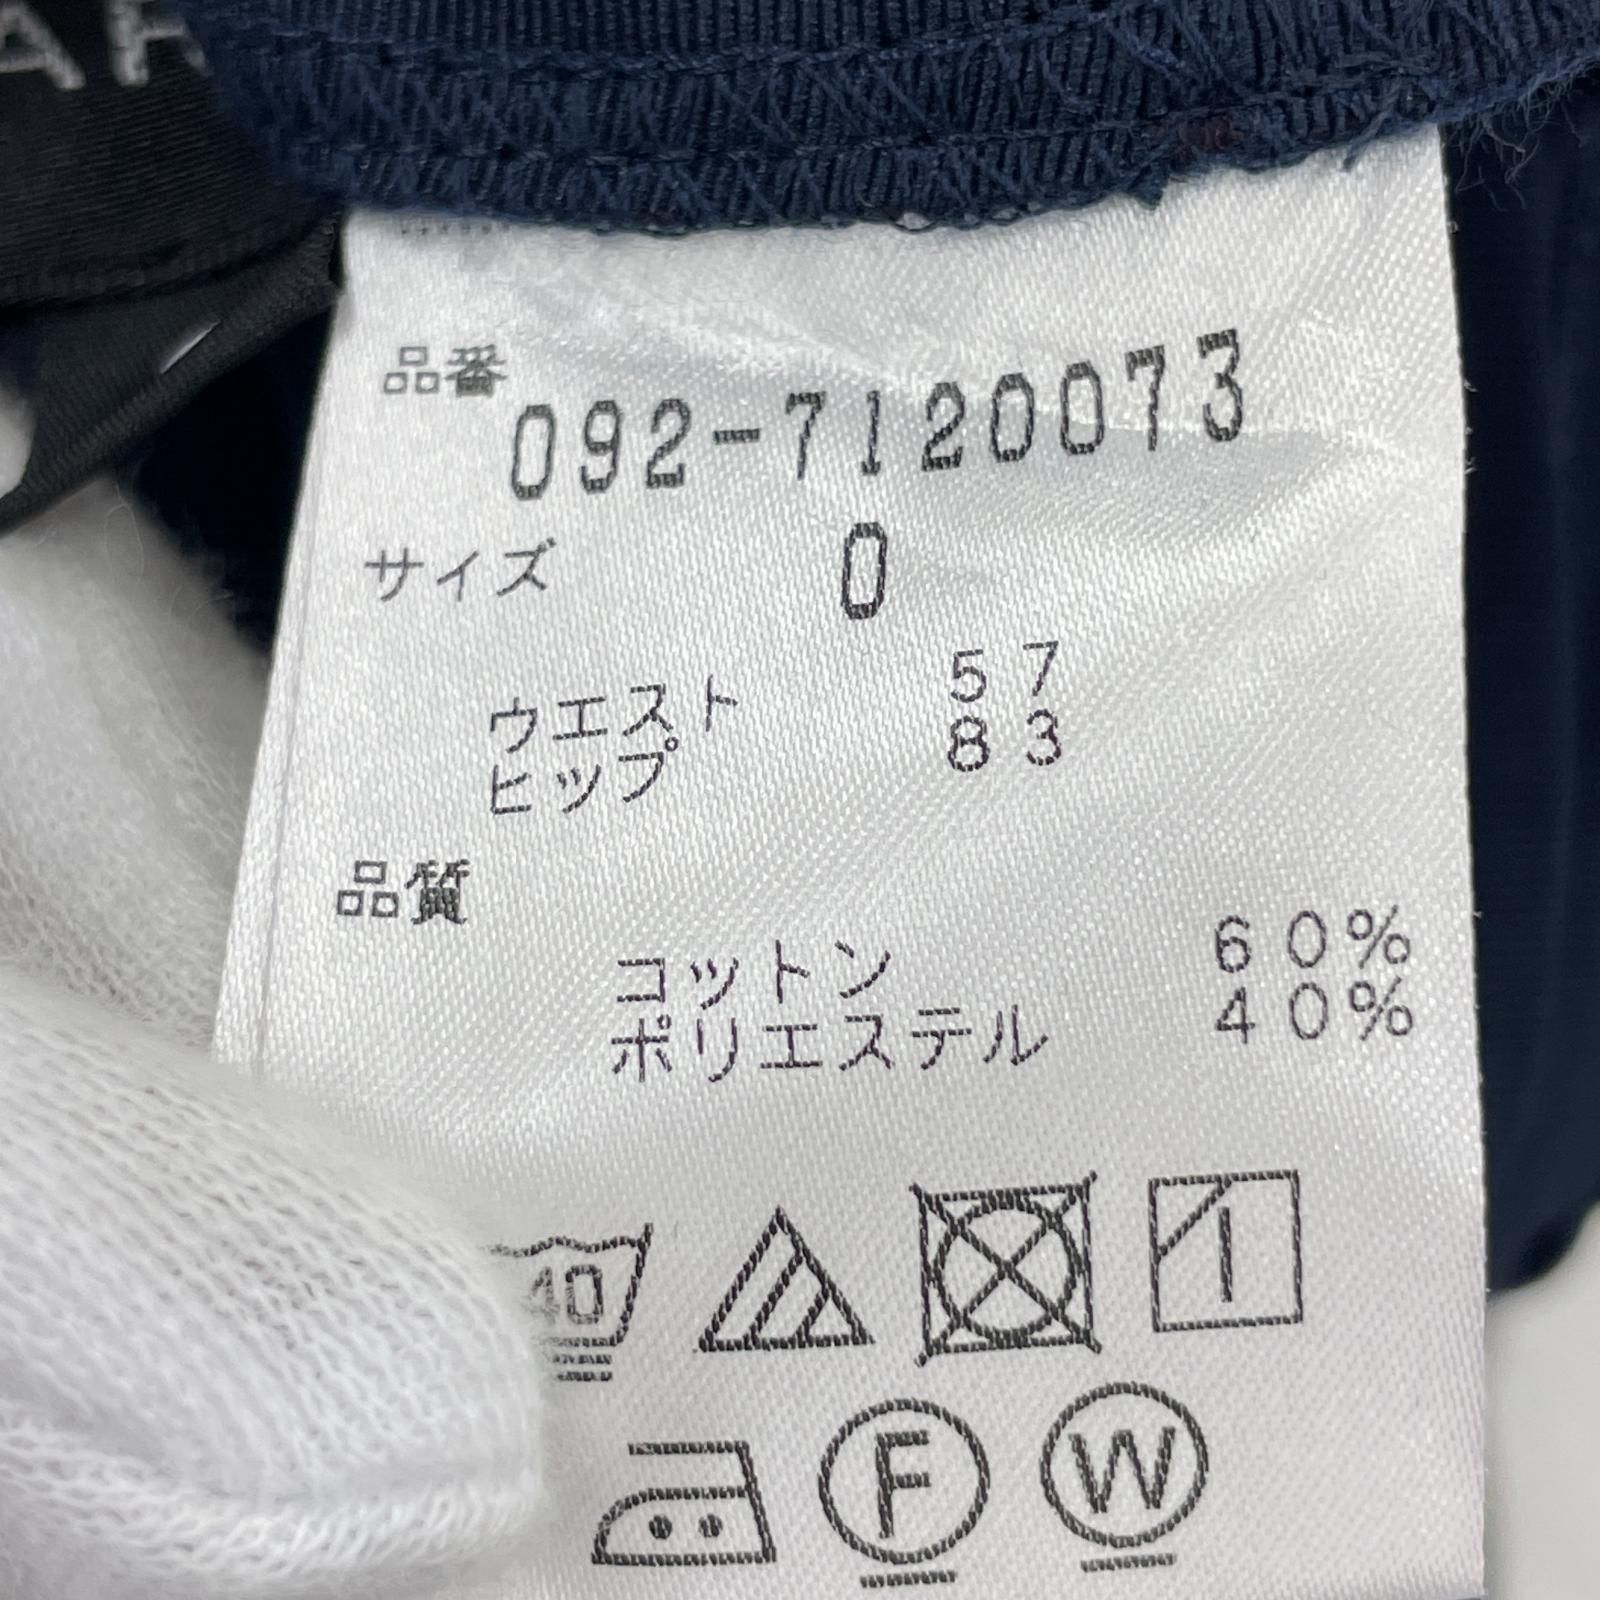 品番 092-7120073
サイズ 0
ウエスト 57
ヒップ 83
品質
コットン 60%
ポリエステル 40%
40
F W